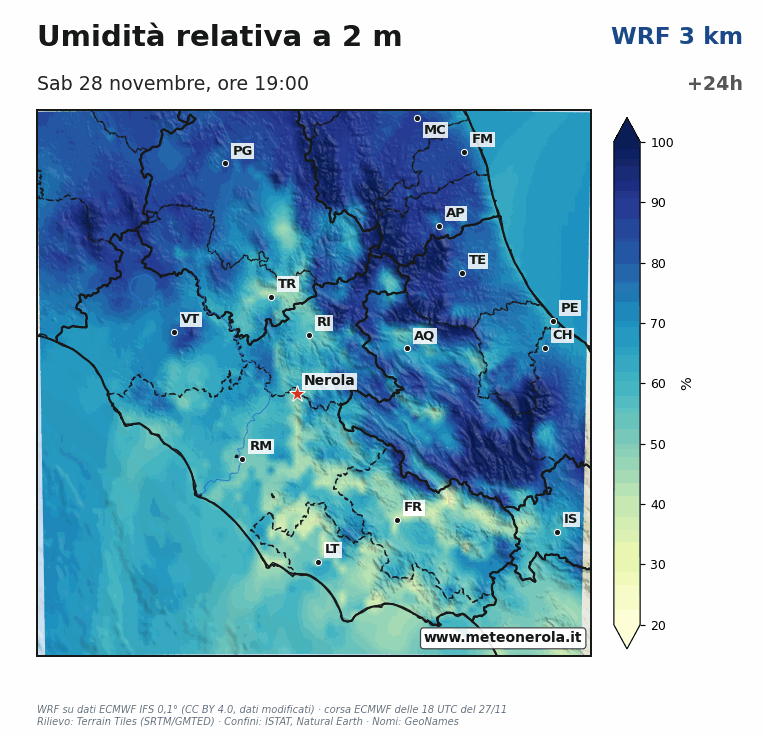 Umidità relativa a 2 m
WRF 3 km
Sab 28 novembre, ore 19:00
+24h
MC
FM
PG
AP
TE
TR
PE
VT
RI
AQ
CH
Nerola
RM
FR
IS
LT
www.meteonerola.it
100
90
80
70
60
50
40
30
20
%
WRF su dati ECMWF IFS 0,1° (CC BY 4.0, dati modificati) · corsa ECMWF delle 18 UTC del 27/11
Rilievo: Terrain Tiles (SRTM/GMTED) · Confini: ISTAT, Natural Earth · Nomi: GeoNames